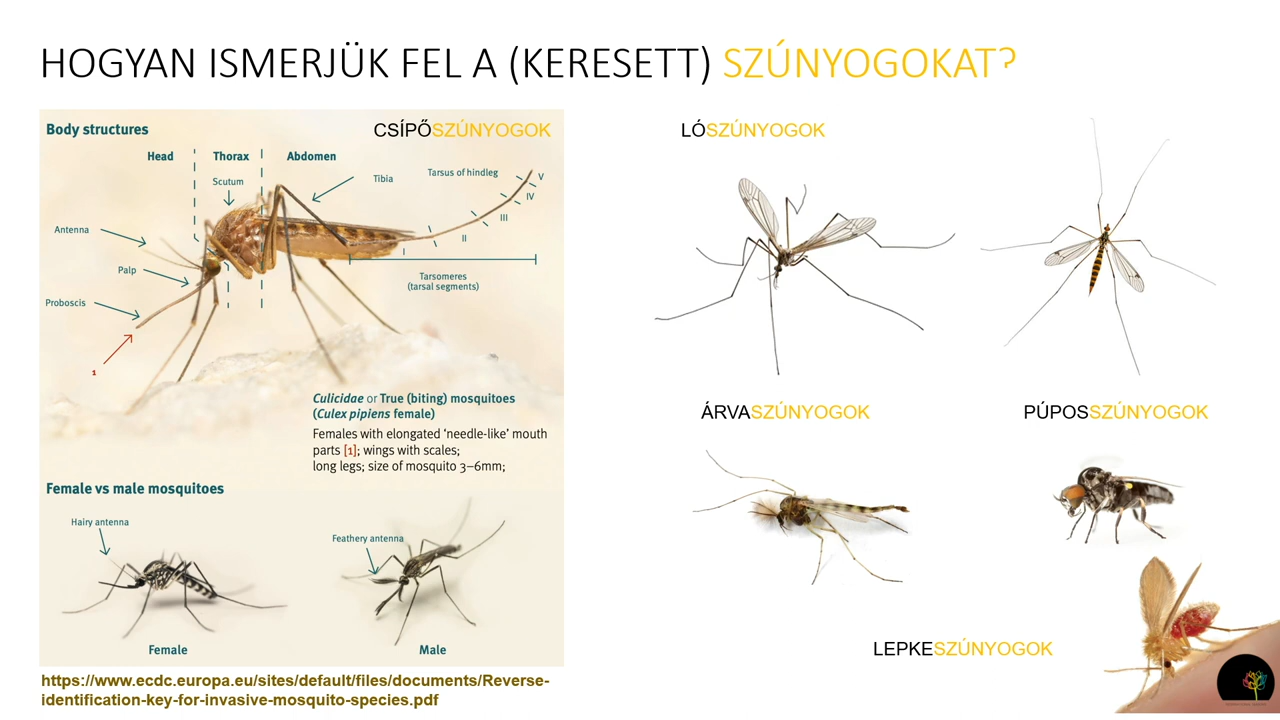 HOGYAN ISMERJÜK FEL A (KERESETT) SZÚNYOGOKAT?
Body structures
CSÍPŐSZÚNYOGOK
Head
Thorax
Abdomen
Scutum
Tibia
Tarsus of hindleg
V
IV
III
II
I
Antenna
Palp
Proboscis
1
Tarsomeres
(tarsal segments)
Culicidae or True (biting) mosquitoes
(Culex pipiens female)
Females with elongated ‘needle-like’ mouth
parts [1]; wings with scales;
long legs; size of mosquito 3–6mm;
Female vs male mosquitoes
Hairy antenna
Feathery antenna
Female
Male
https://www.ecdc.europa.eu/sites/default/files/documents/Reverse-
identification-key-for-invasive-mosquito-species.pdf
LÓSZÚNYOGOK
ÁRVASZÚNYOGOK
PÚPOSSZÚNYOGOK
LEPKESZÚNYOGOK